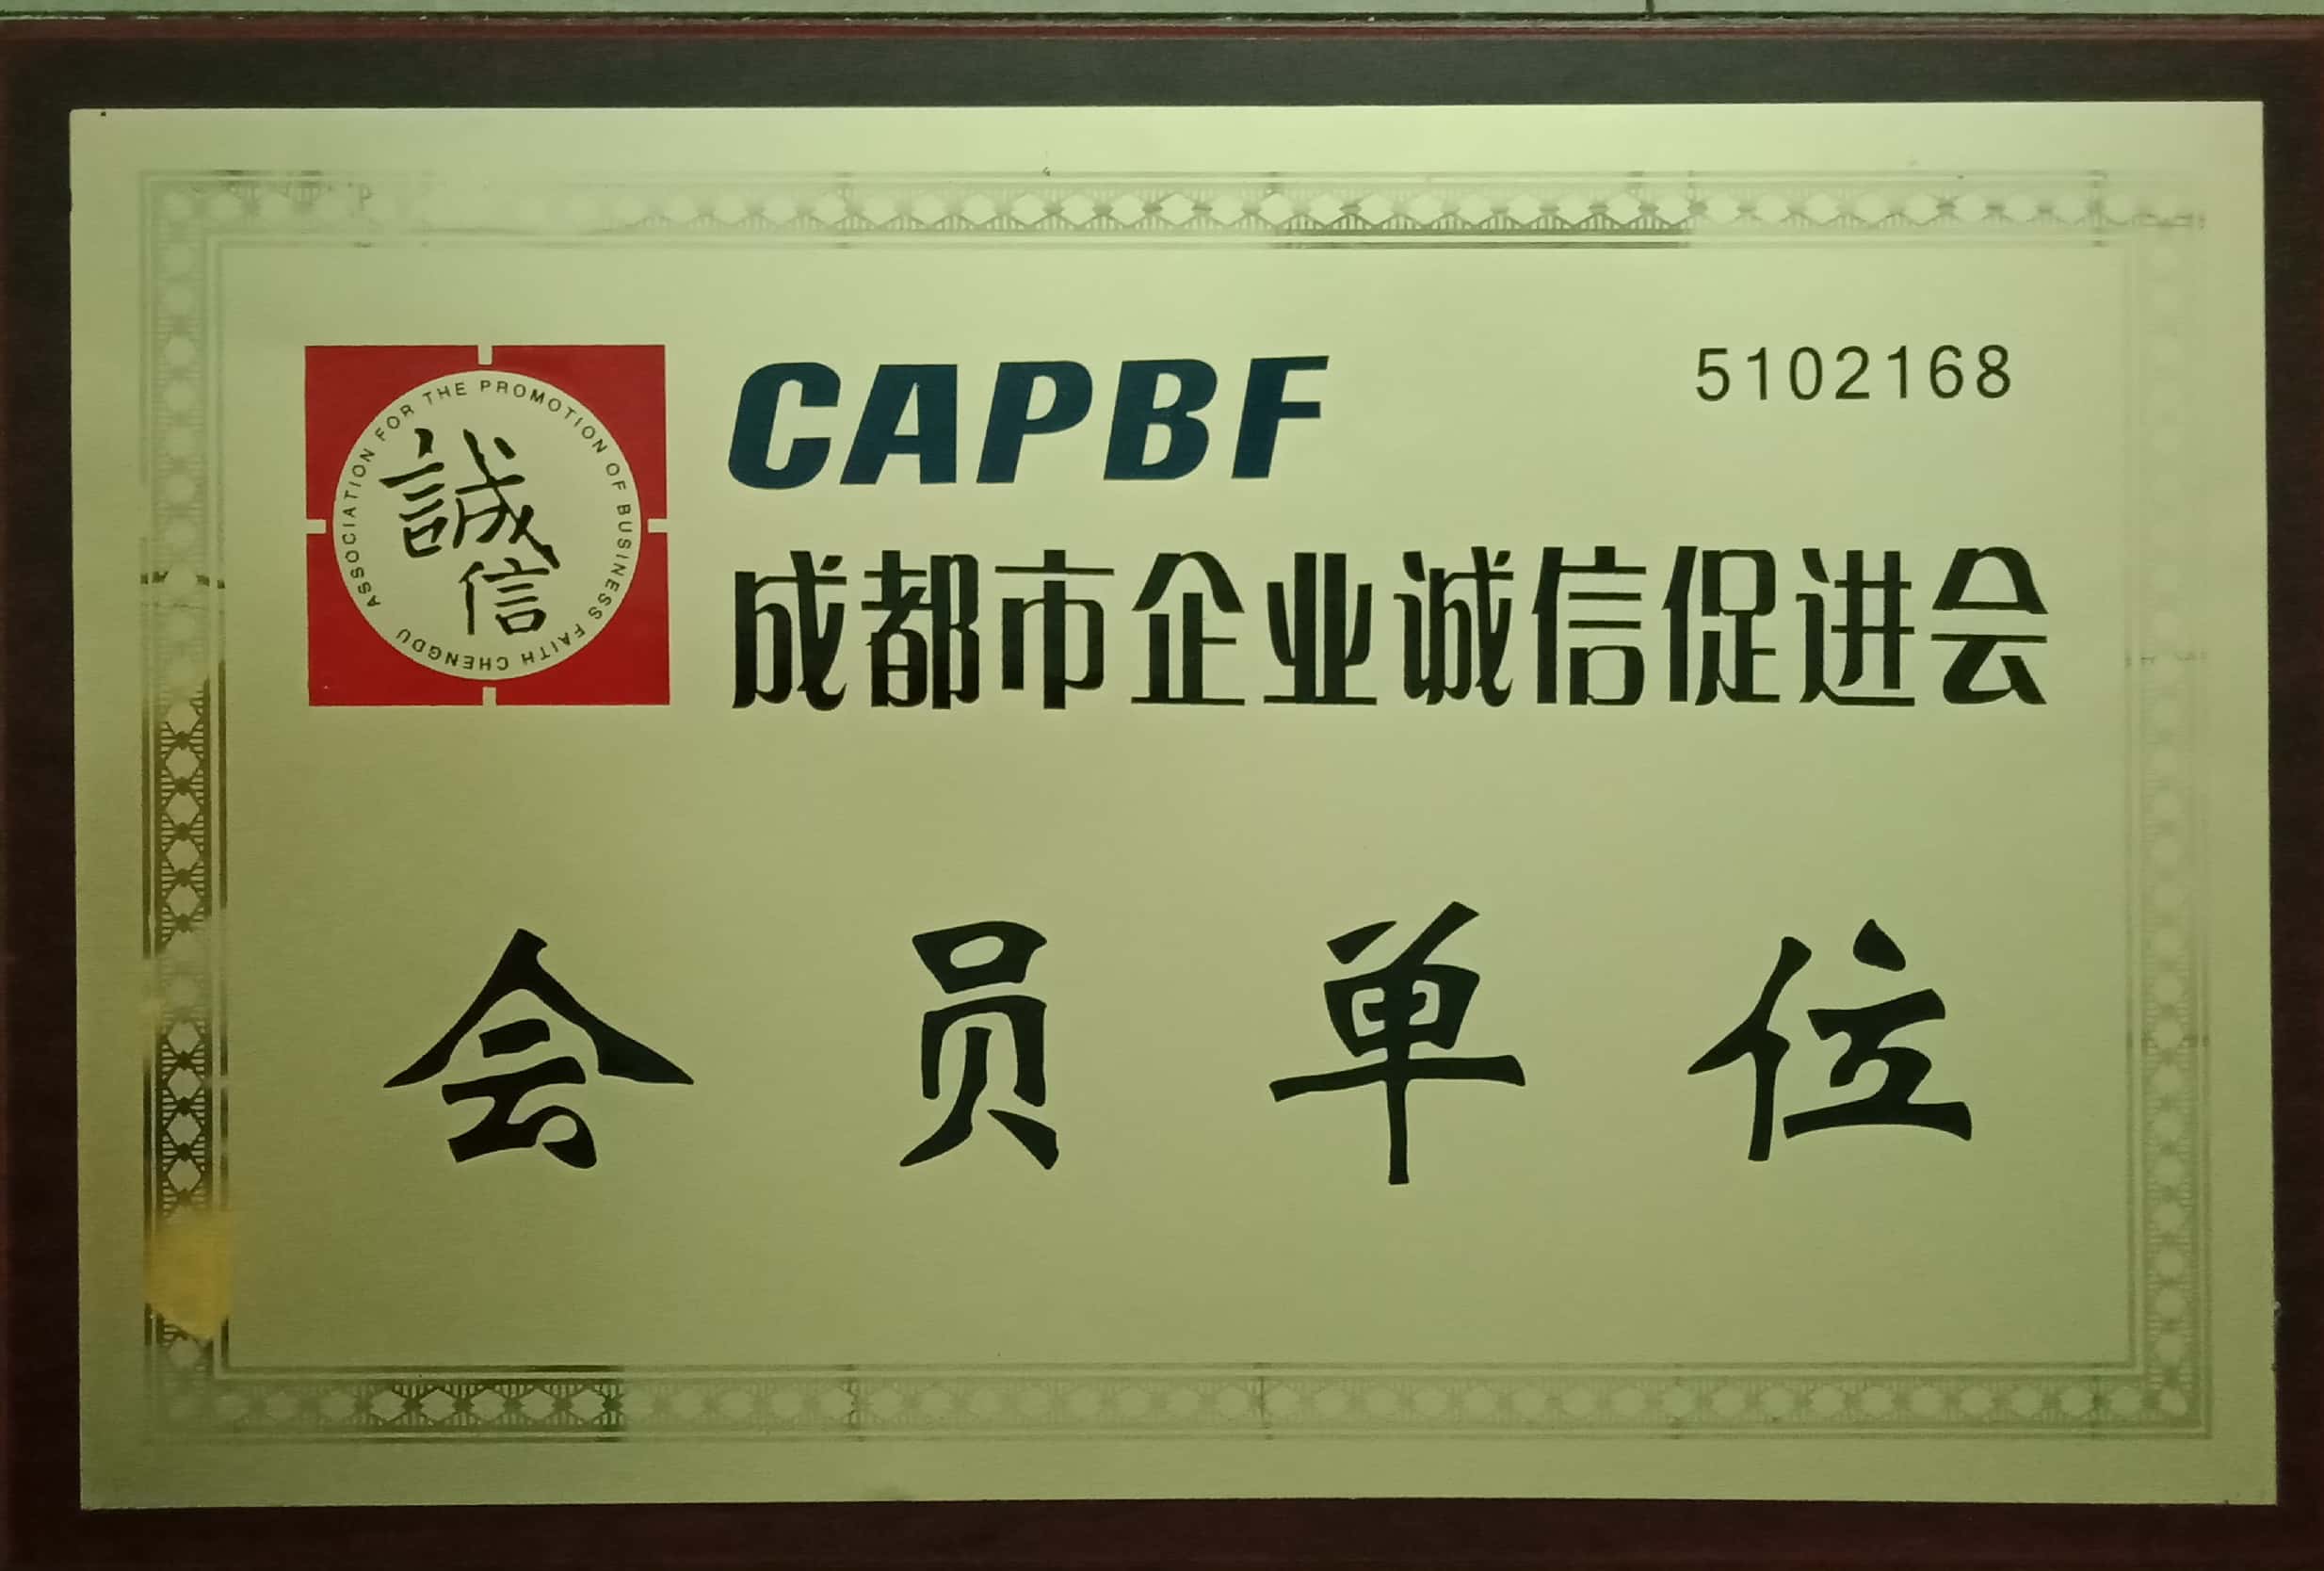 ASSOCIATION FOR THE PROMOTION OF BUSINESS FAITH CHENGDU
誠信
CAPBF
5102168
成都市企业诚信促进会
会员单位